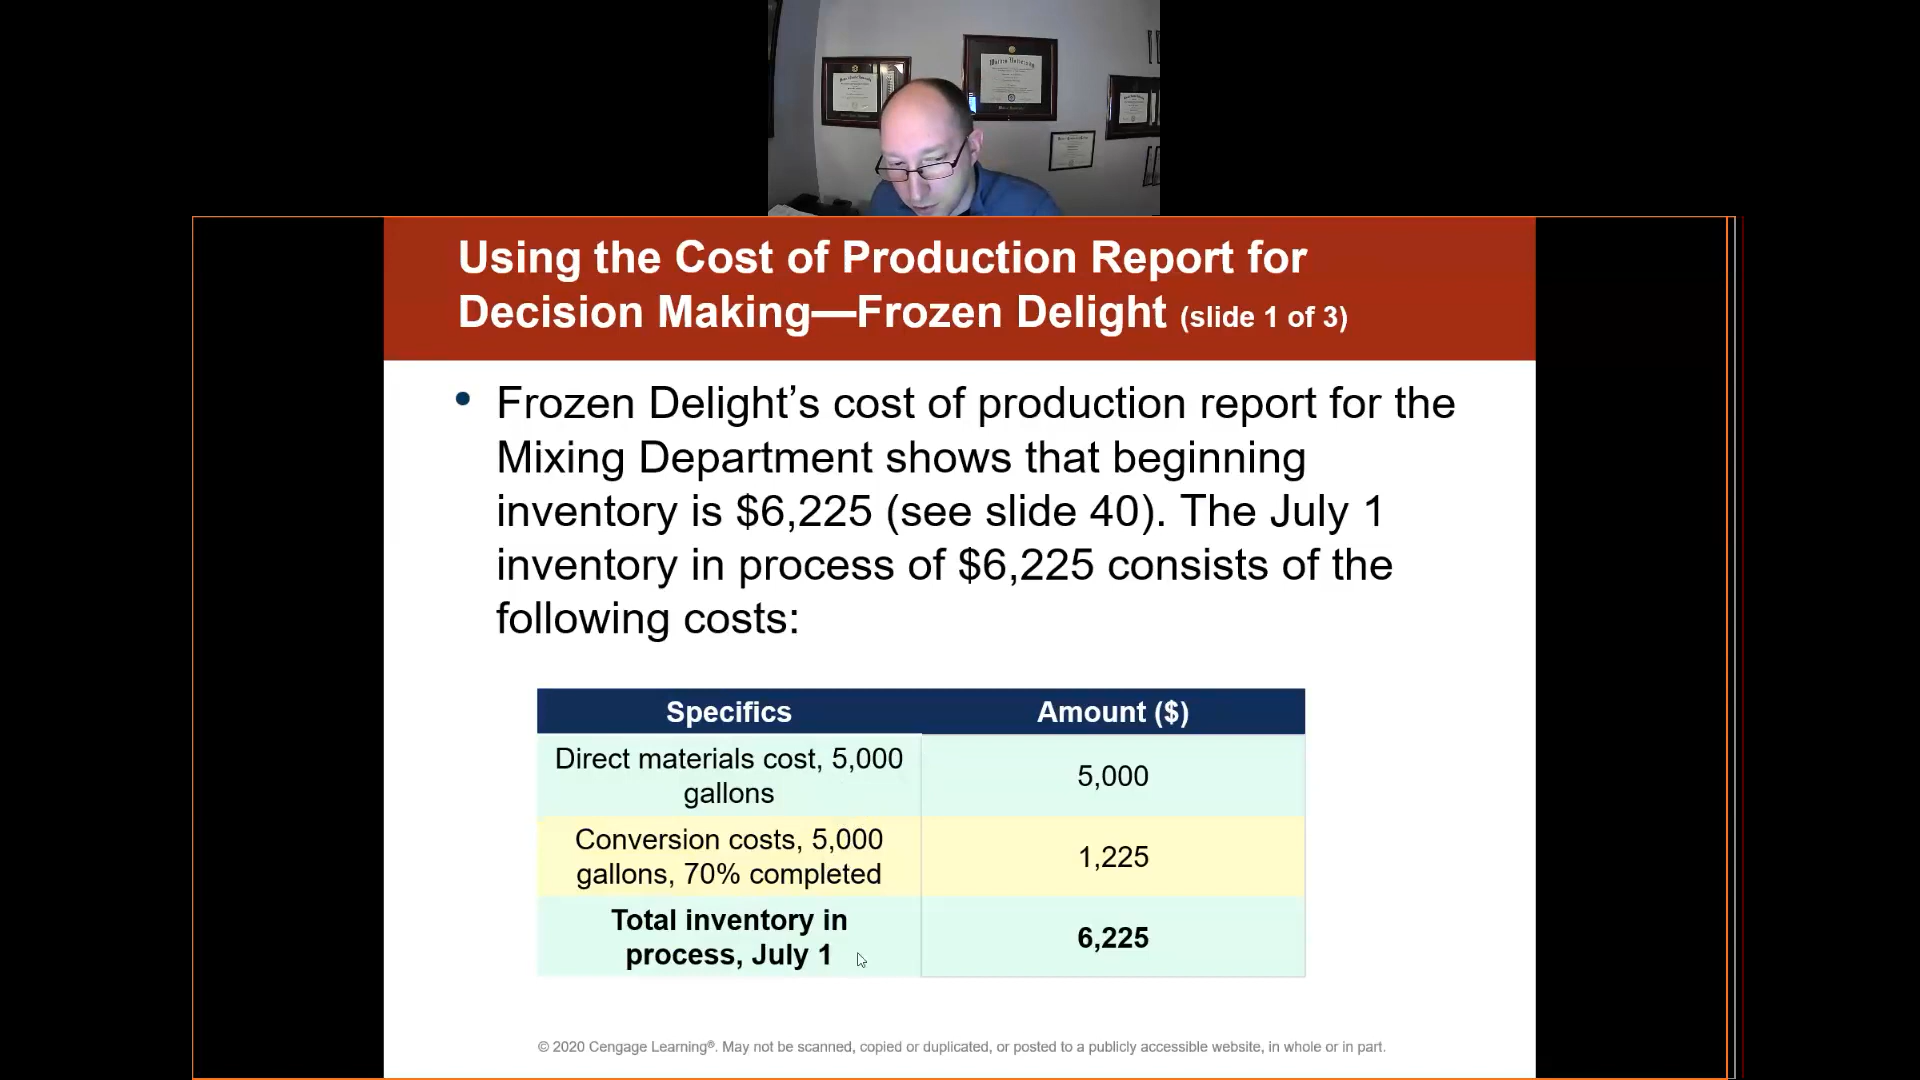 Using the Cost of Production Report for
Decision Making—Frozen Delight (slide 1 of 3)
• Frozen Delight’s cost of production report for the
Mixing Department shows that beginning
inventory is $6,225 (see slide 40). The July 1
inventory in process of $6,225 consists of the
following costs:
Specifics Amount ($)
Direct materials cost, 5,000
gallons 5,000
Conversion costs, 5,000
gallons, 70% completed 1,225
Total inventory in
process, July 1 6,225
© 2020 Cengage Learning®. May not be scanned, copied or duplicated, or posted to a publicly accessible website, in whole or in part.